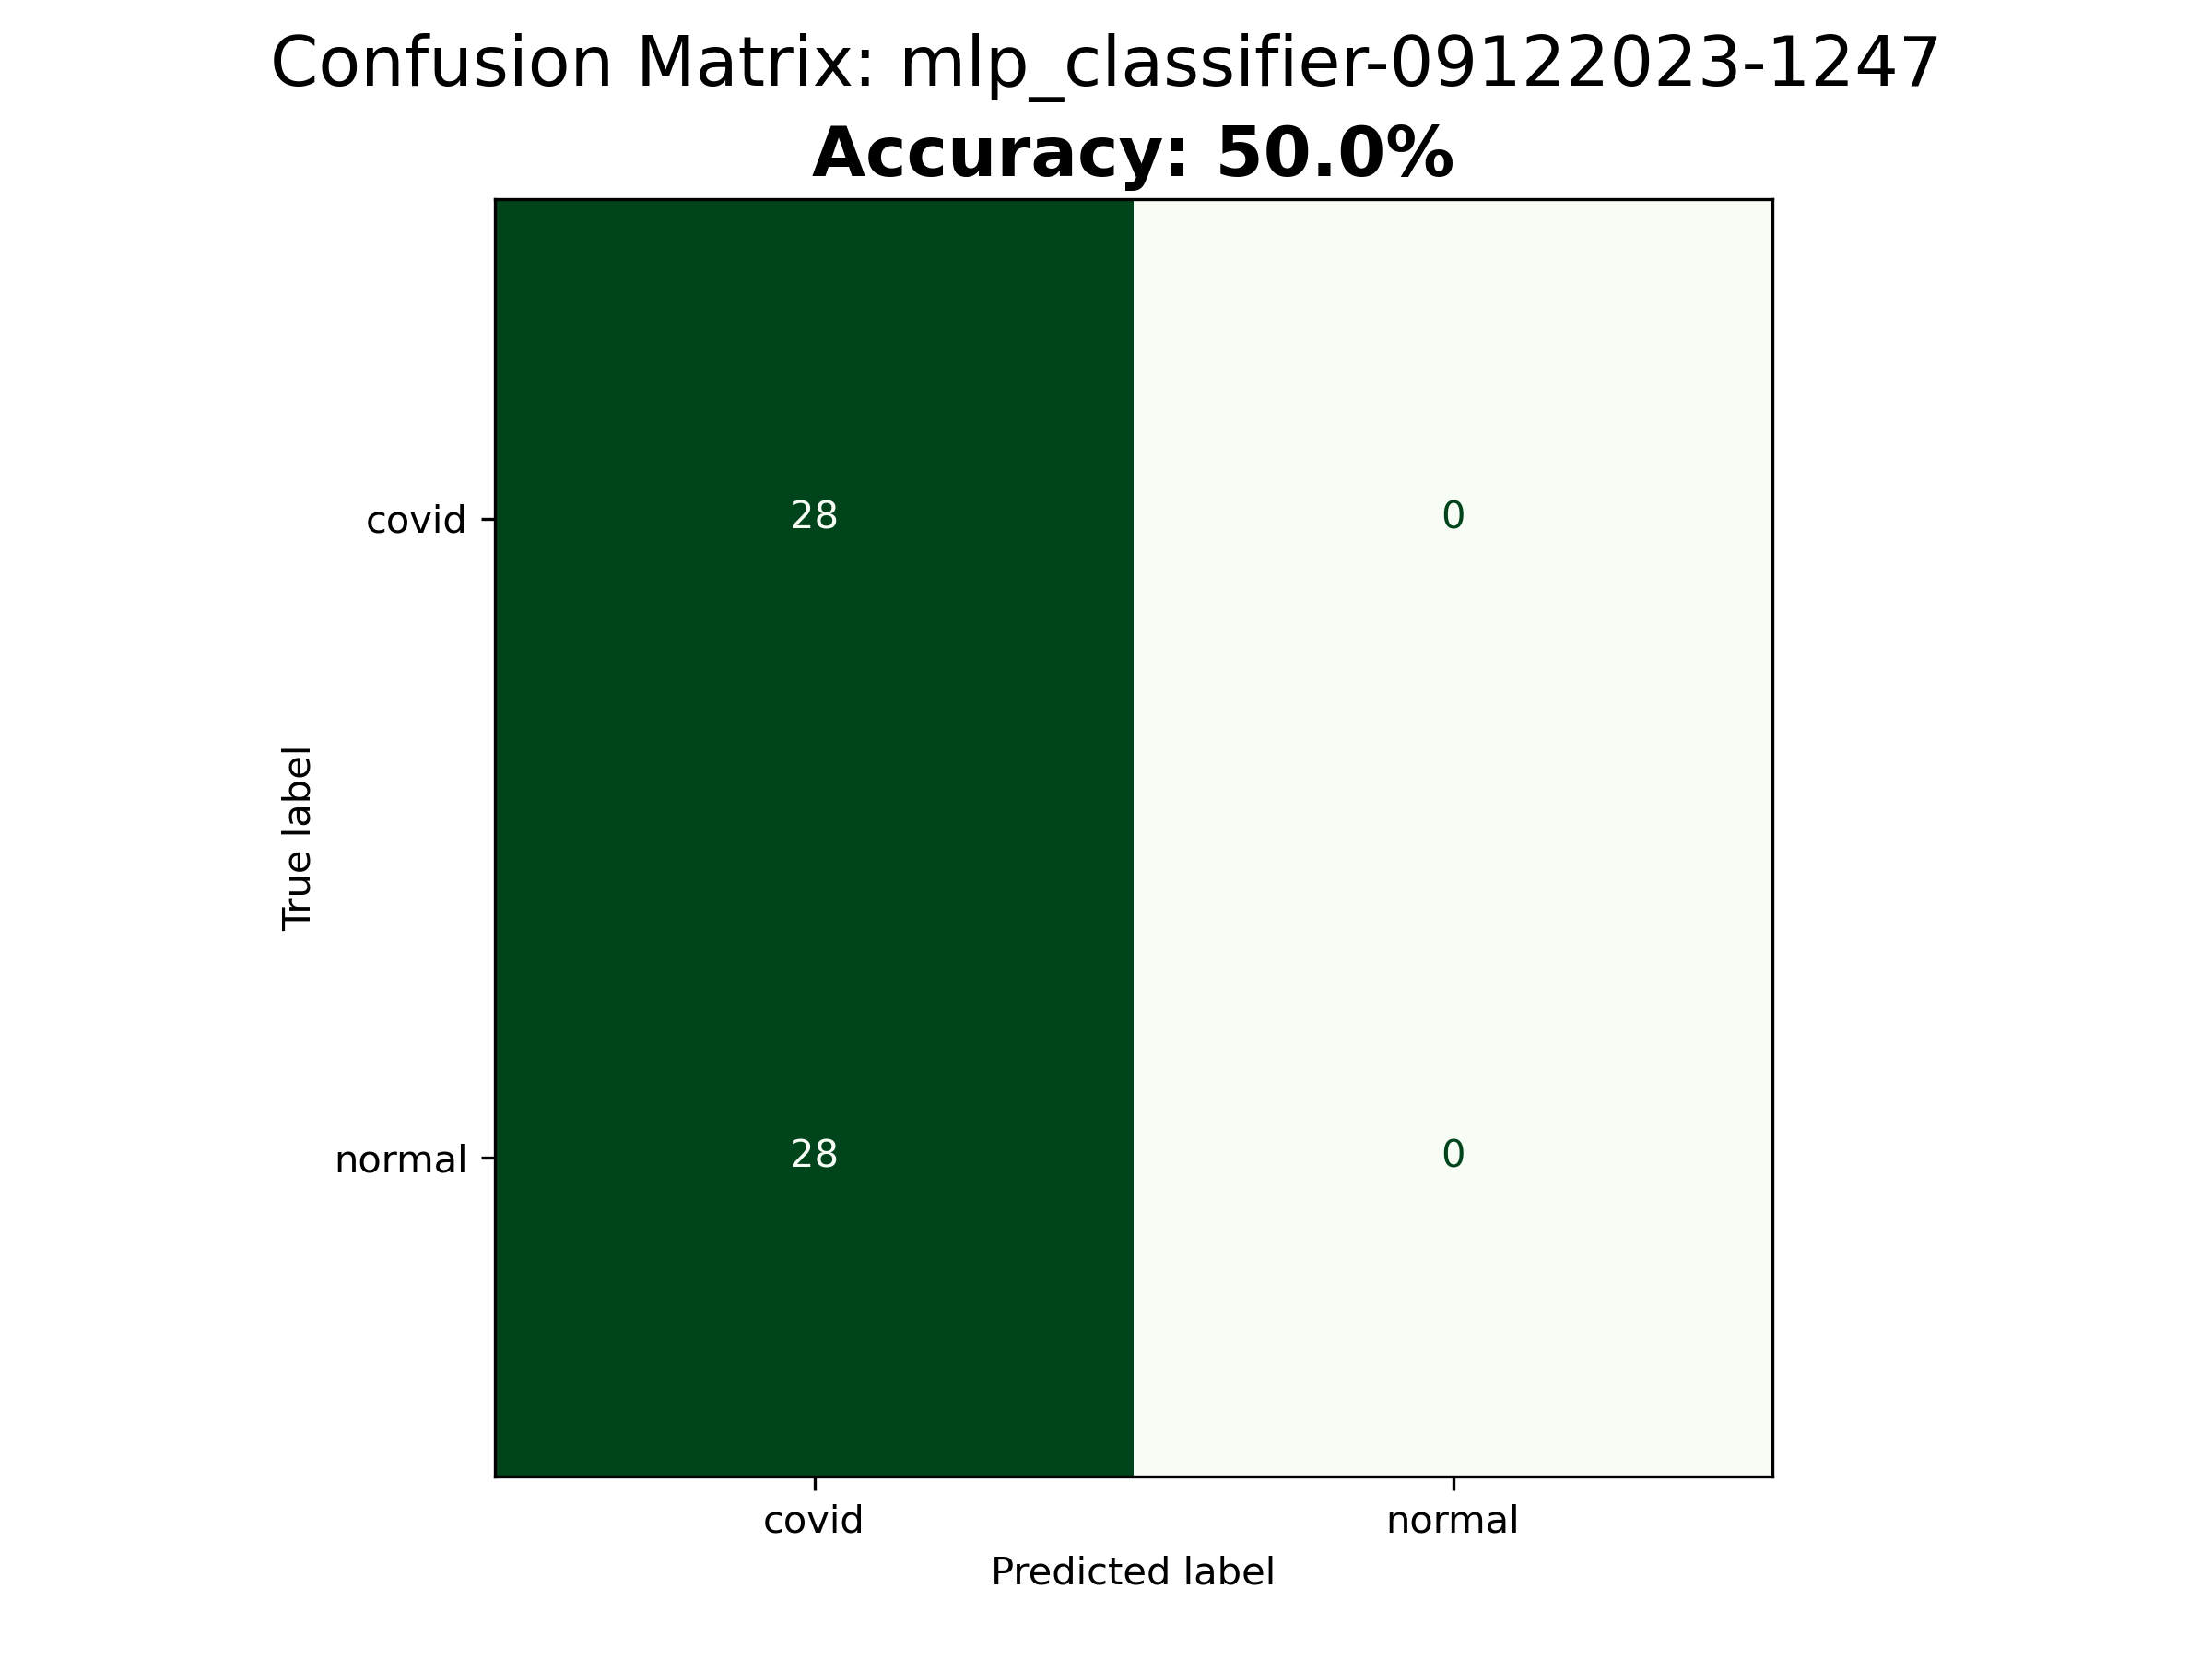 Confusion Matrix: mlp_classifier-09122023-1247
Accuracy: 50.0%
covid
28
0
True label
normal
28
0
covid
normal
Predicted label